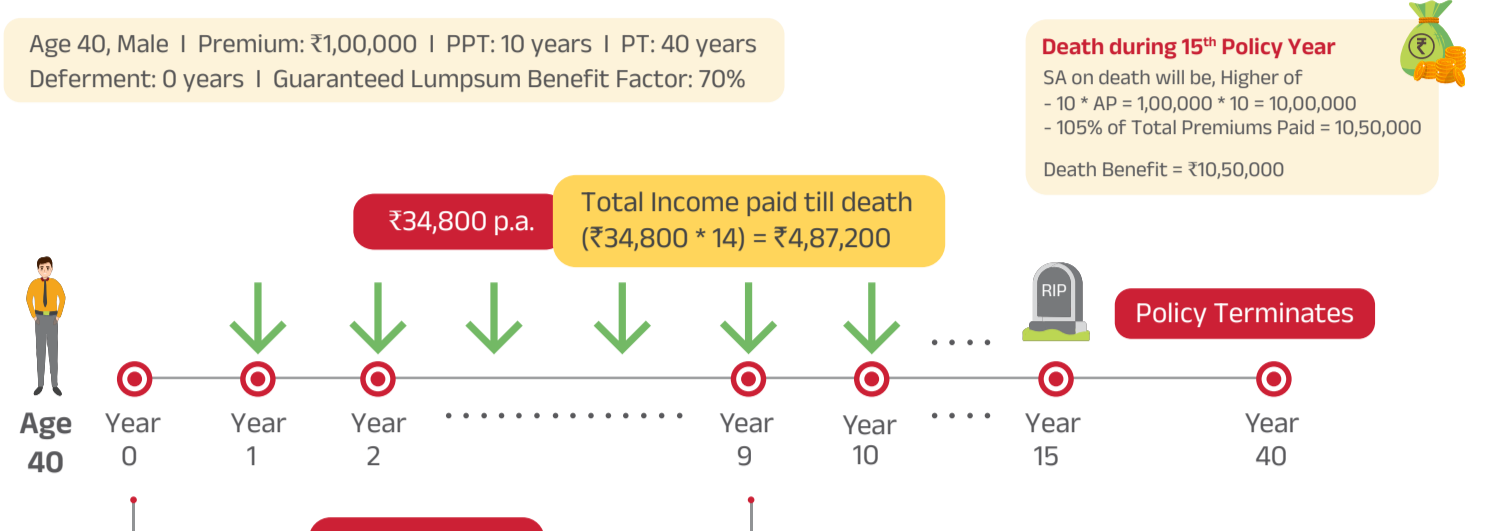 Age 40, Male I Premium: ₹1,00,000 I PPT: 10 years I PT: 40 years
Deferment: 0 years I Guaranteed Lumpsum Benefit Factor: 70%
Death during 15th Policy Year
SA on death will be, Higher of
- 10 * AP = 1,00,000 * 10 = 10,00,000
- 105% of Total Premiums Paid = 10,50,000
Death Benefit = ₹10,50,000
₹
₹34,800 p.a.
Total Income paid till death
(₹34,800 * 14) = ₹4,87,200
RIP
Policy Terminates
Age
40
Year
0
Year
1
Year
2
Year
9
Year
10
Year
15
Year
40